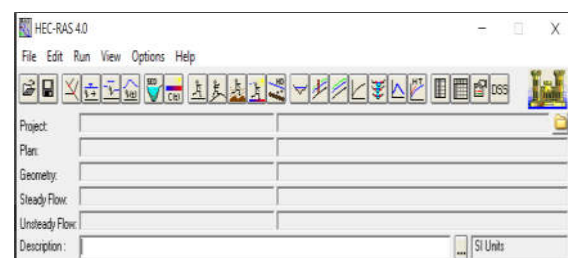 HEC-RAS 4.0
File Edit Run View Options Help
DSS
Project:
Plan:
Geometry:
Steady Flow:
Unsteady Flow:
Description :
... SI Units